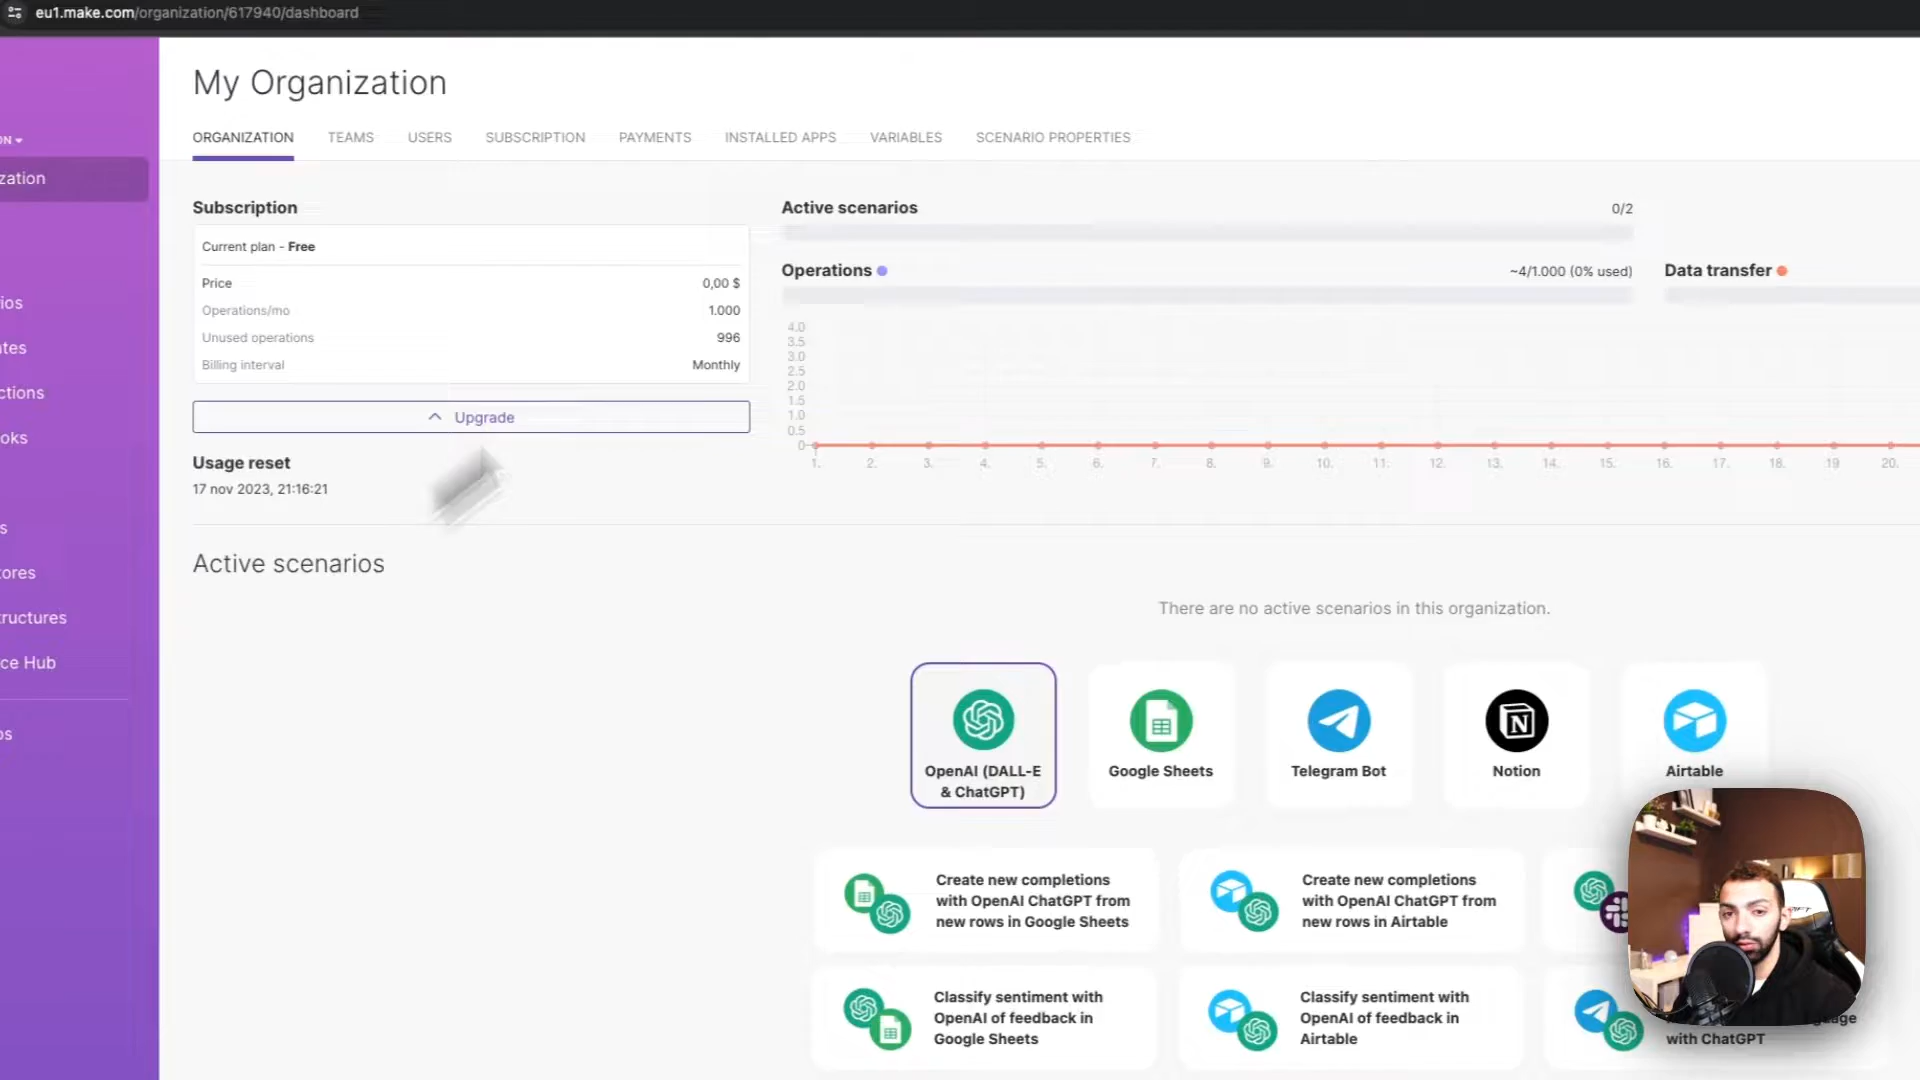 eu1.make.com/organization/617940/dashboard
My Organization
ORGANIZATION TEAMS USERS SUBSCRIPTION PAYMENTS INSTALLED APPS VARIABLES SCENARIO PROPERTIES
ON
zation
ios
ates
ctions
oks
s
tores
tructures
ce Hub
os
Subscription
Current plan - Free
Price 0,00 $
Operations/mo 1.000
Unused operations 996
Billing interval Monthly
Upgrade
Usage reset
17 nov 2023, 21:16:21
Active scenarios 0/2
Operations ~4/1.000 (0% used)
Data transfer
4.0
3.5
3.0
2.5
2.0
1.5
1.0
0.5
0
1. 2. 3. 4. 5. 6. 7. 8. 9. 10. 11. 12. 13. 14. 15. 16. 17. 18. 19 20.
Active scenarios
There are no active scenarios in this organization.
OpenAI (DALL-E
& ChatGPT)
Google Sheets
Telegram Bot
Notion
Airtable
Create new completions
with OpenAI ChatGPT from
new rows in Google Sheets
Create new completions
with OpenAI ChatGPT from
new rows in Airtable
Classify sentiment with
OpenAI of feedback in
Google Sheets
Classify sentiment with
OpenAI of feedback in
Airtable
with ChatGPT